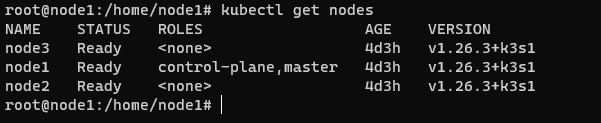 root@node1:/home/node1# kubectl get nodes
NAME STATUS ROLES AGE VERSION
node3 Ready <none> 4d3h v1.26.3+k3s1
node1 Ready control-plane,master 4d3h v1.26.3+k3s1
node2 Ready <none> 4d3h v1.26.3+k3s1
root@node1:/home/node1#